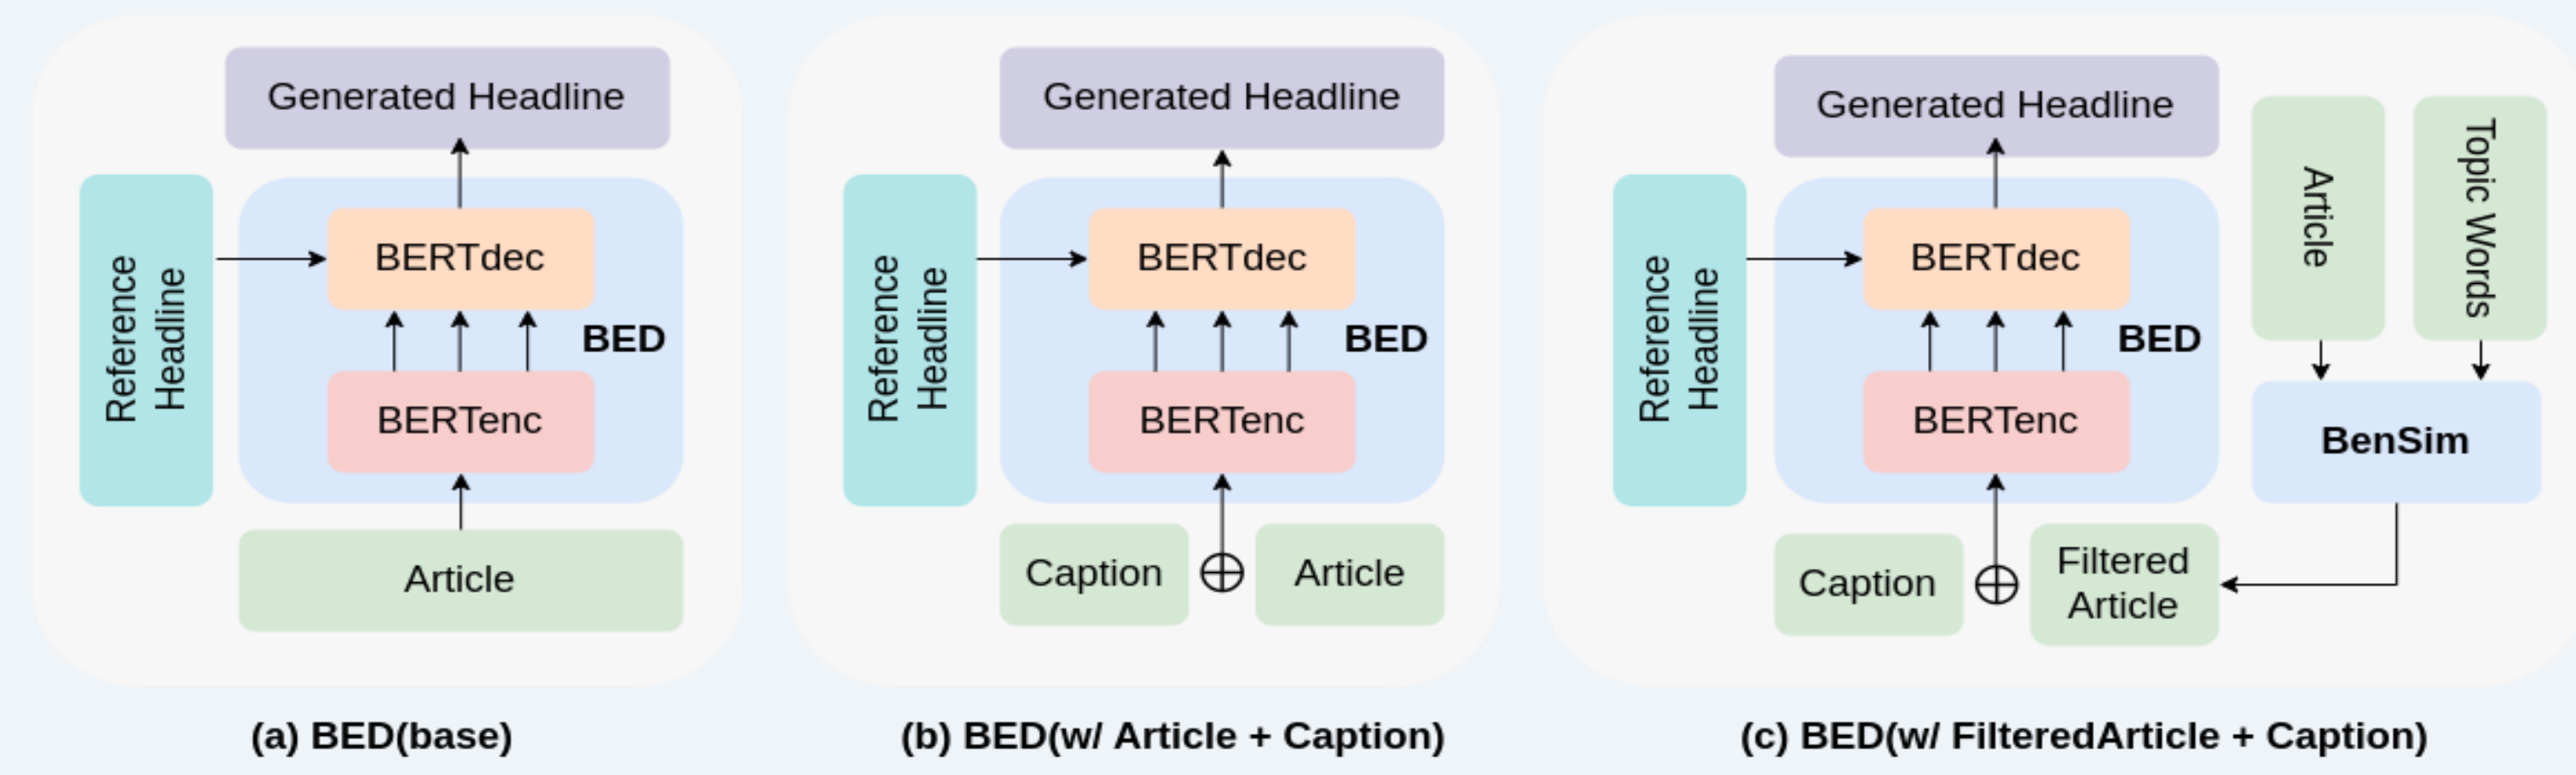 Generated Headline
Reference
Headline
BERTdec
BED
BERTenc
Article
(a) BED(base)
Generated Headline
Reference
Headline
BERTdec
BED
BERTenc
Caption
Article
(b) BED(w/ Article + Caption)
Generated Headline
Reference
Headline
BERTdec
BED
BERTenc
Caption
Filtered
Article
Article
Topic Words
BenSim
(c) BED(w/ FilteredArticle + Caption)